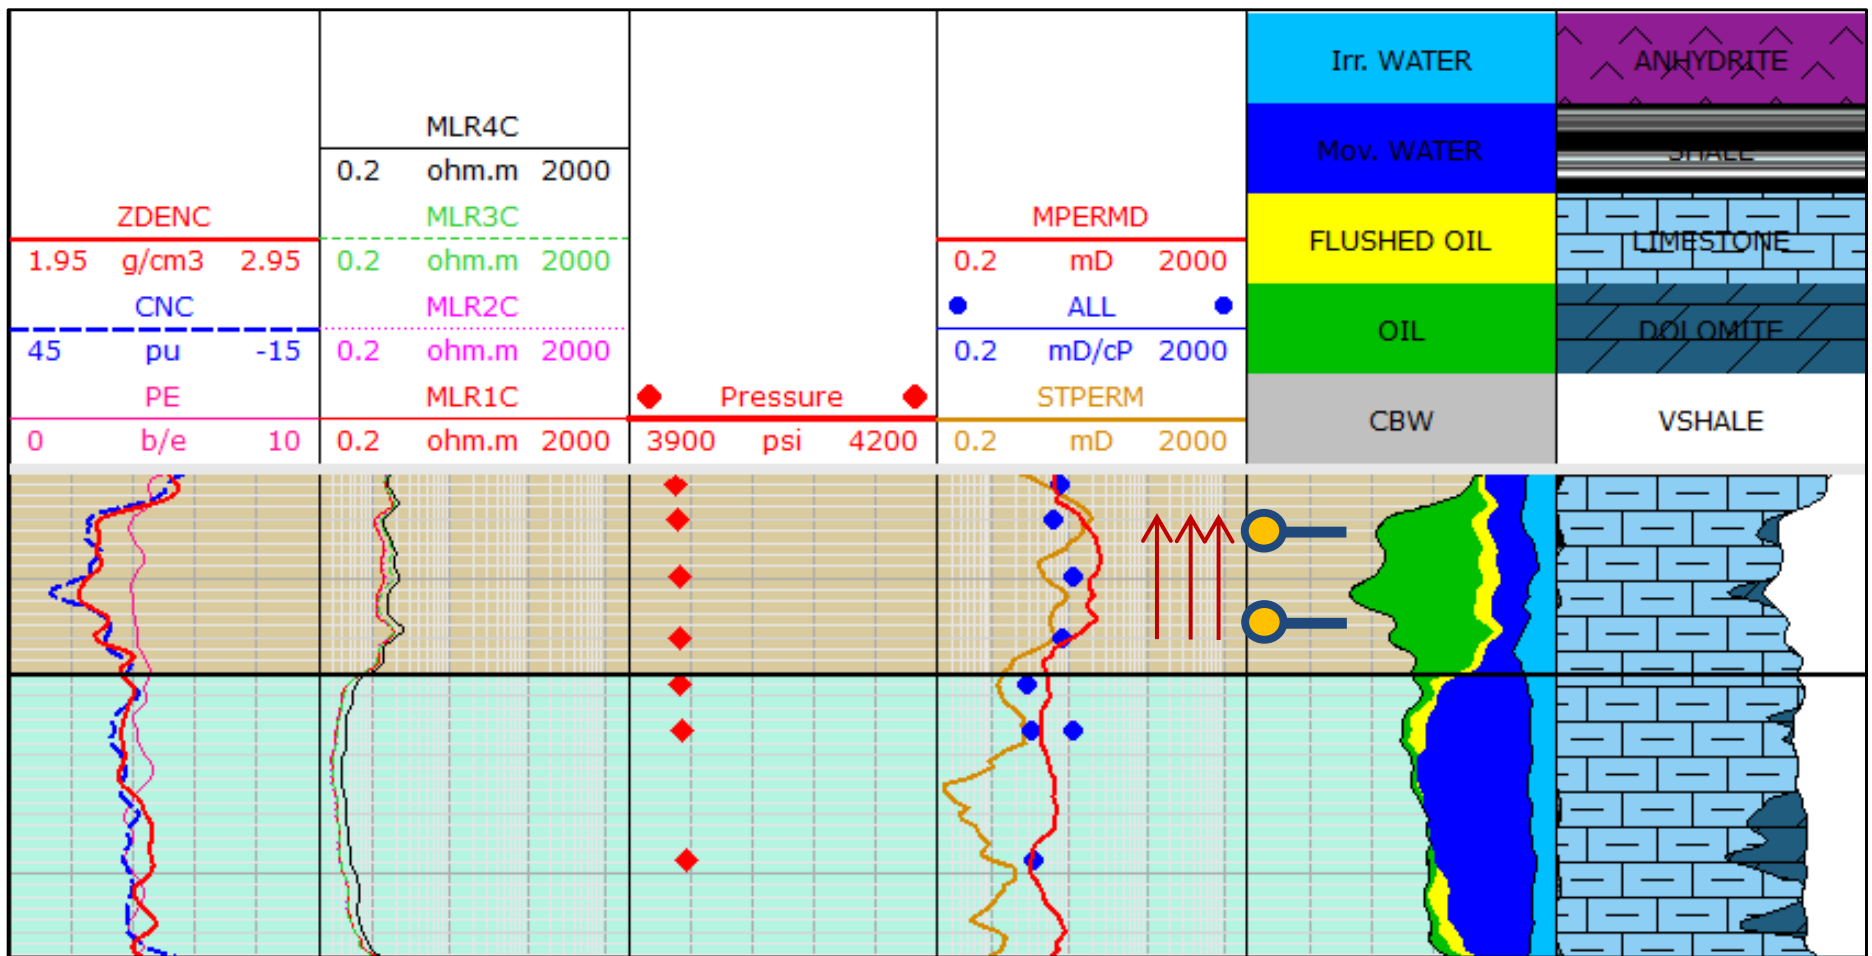 ZDENC
1.95 g/cm3 2.95
CNC
45 pu -15
PE
0 b/e 10
MLR4C
0.2 ohm.m 2000
MLR3C
0.2 ohm.m 2000
MLR2C
0.2 ohm.m 2000
MLR1C
0.2 ohm.m 2000
Pressure
3900 psi 4200
MPERMD
0.2 mD 2000
ALL
0.2 mD/cP 2000
STPERM
0.2 mD 2000
Irr. WATER
Mov. WATER
FLUSHED OIL
OIL
CBW
ANHYDRITE
SHALE
LIMESTONE
DOLOMITE
VSHALE